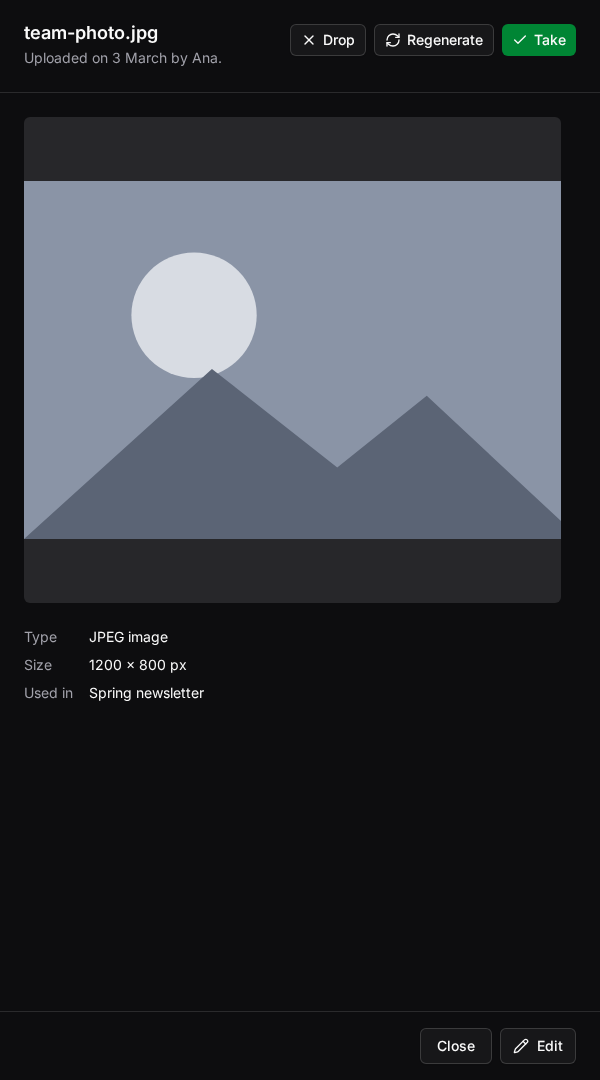 team-photo.jpg
Uploaded on 3 March by Ana.
Drop
Regenerate
Take
Type JPEG image
Size 1200 × 800 px
Used in Spring newsletter
Close
Edit